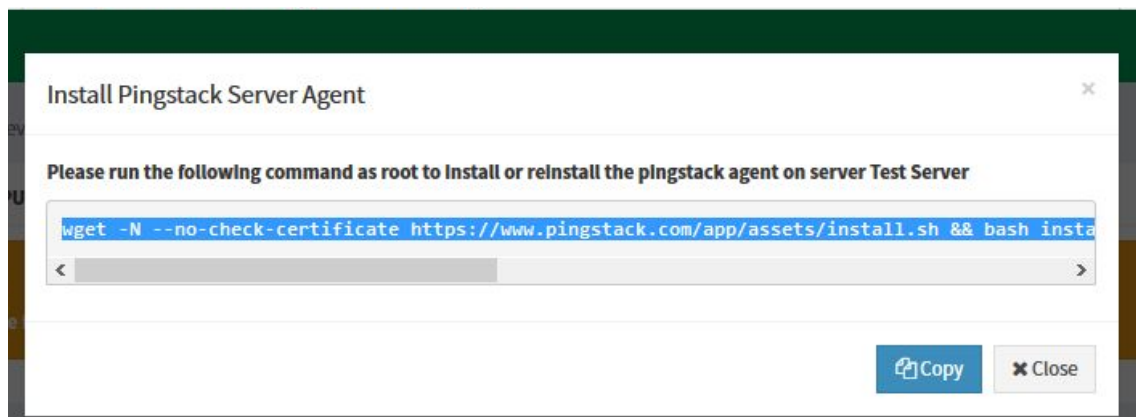 Install Pingstack Server Agent
×
Please run the following command as root to install or reinstall the pingstack agent on server Test Server
wget -N --no-check-certificate https://www.pingstack.com/app/assets/install.sh && bash insta
Copy
Close